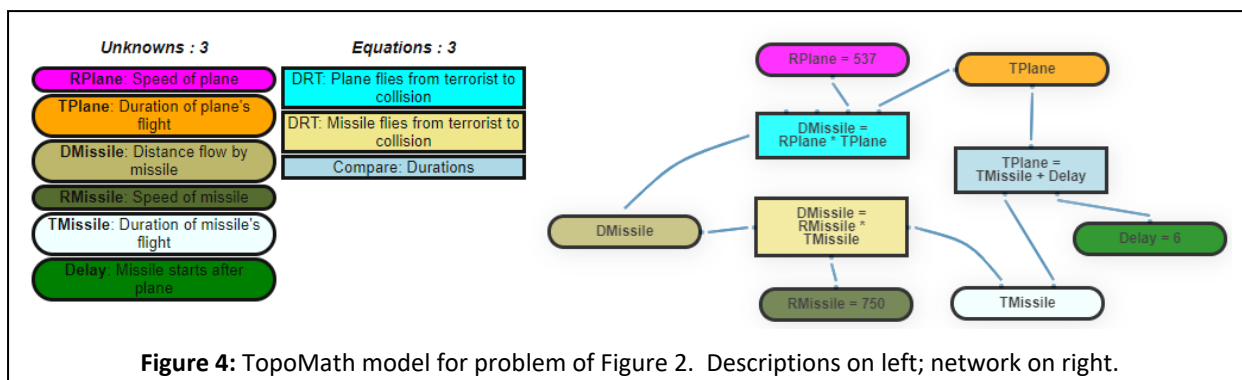 Unknowns : 3
RPlane: Speed of plane
TPlane: Duration of plane's
flight
DMissile: Distance flow by
missile
RMissile: Speed of missile
TMissile: Duration of missile's
flight
Delay: Missile starts after
plane
Equations : 3
DRT: Plane flies from terrorist to
collision
DRT: Missile flies from terrorist to
collision
Compare: Durations
RPlane = 537
TPlane
DMissile =
RPlane * TPlane
TPlane =
TMissile + Delay
DMissile
DMissile =
RMissile *
TMissile
Delay = 6
RMissile = 750
TMissile
Figure 4: TopoMath model for problem of Figure 2. Descriptions on left; network on right.